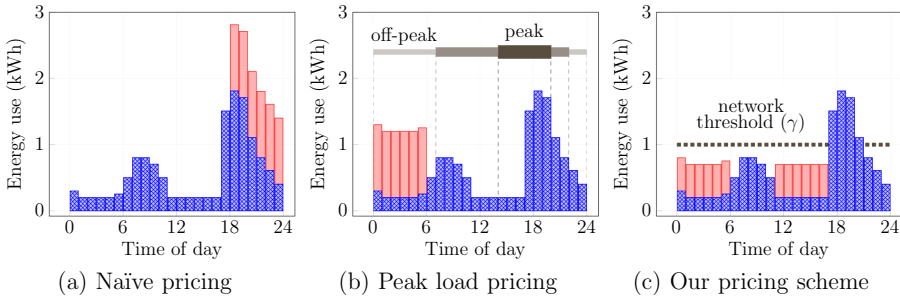 3
2
1
0
Energy use (kWh)
0 6 12 18 24
Time of day
(a) Naïve pricing
3
2
1
0
Energy use (kWh)
off-peak peak
0 6 12 18 24
Time of day
(b) Peak load pricing
3
2
1
0
Energy use (kWh)
network
threshold (γ)
0 6 12 18 24
Time of day
(c) Our pricing scheme